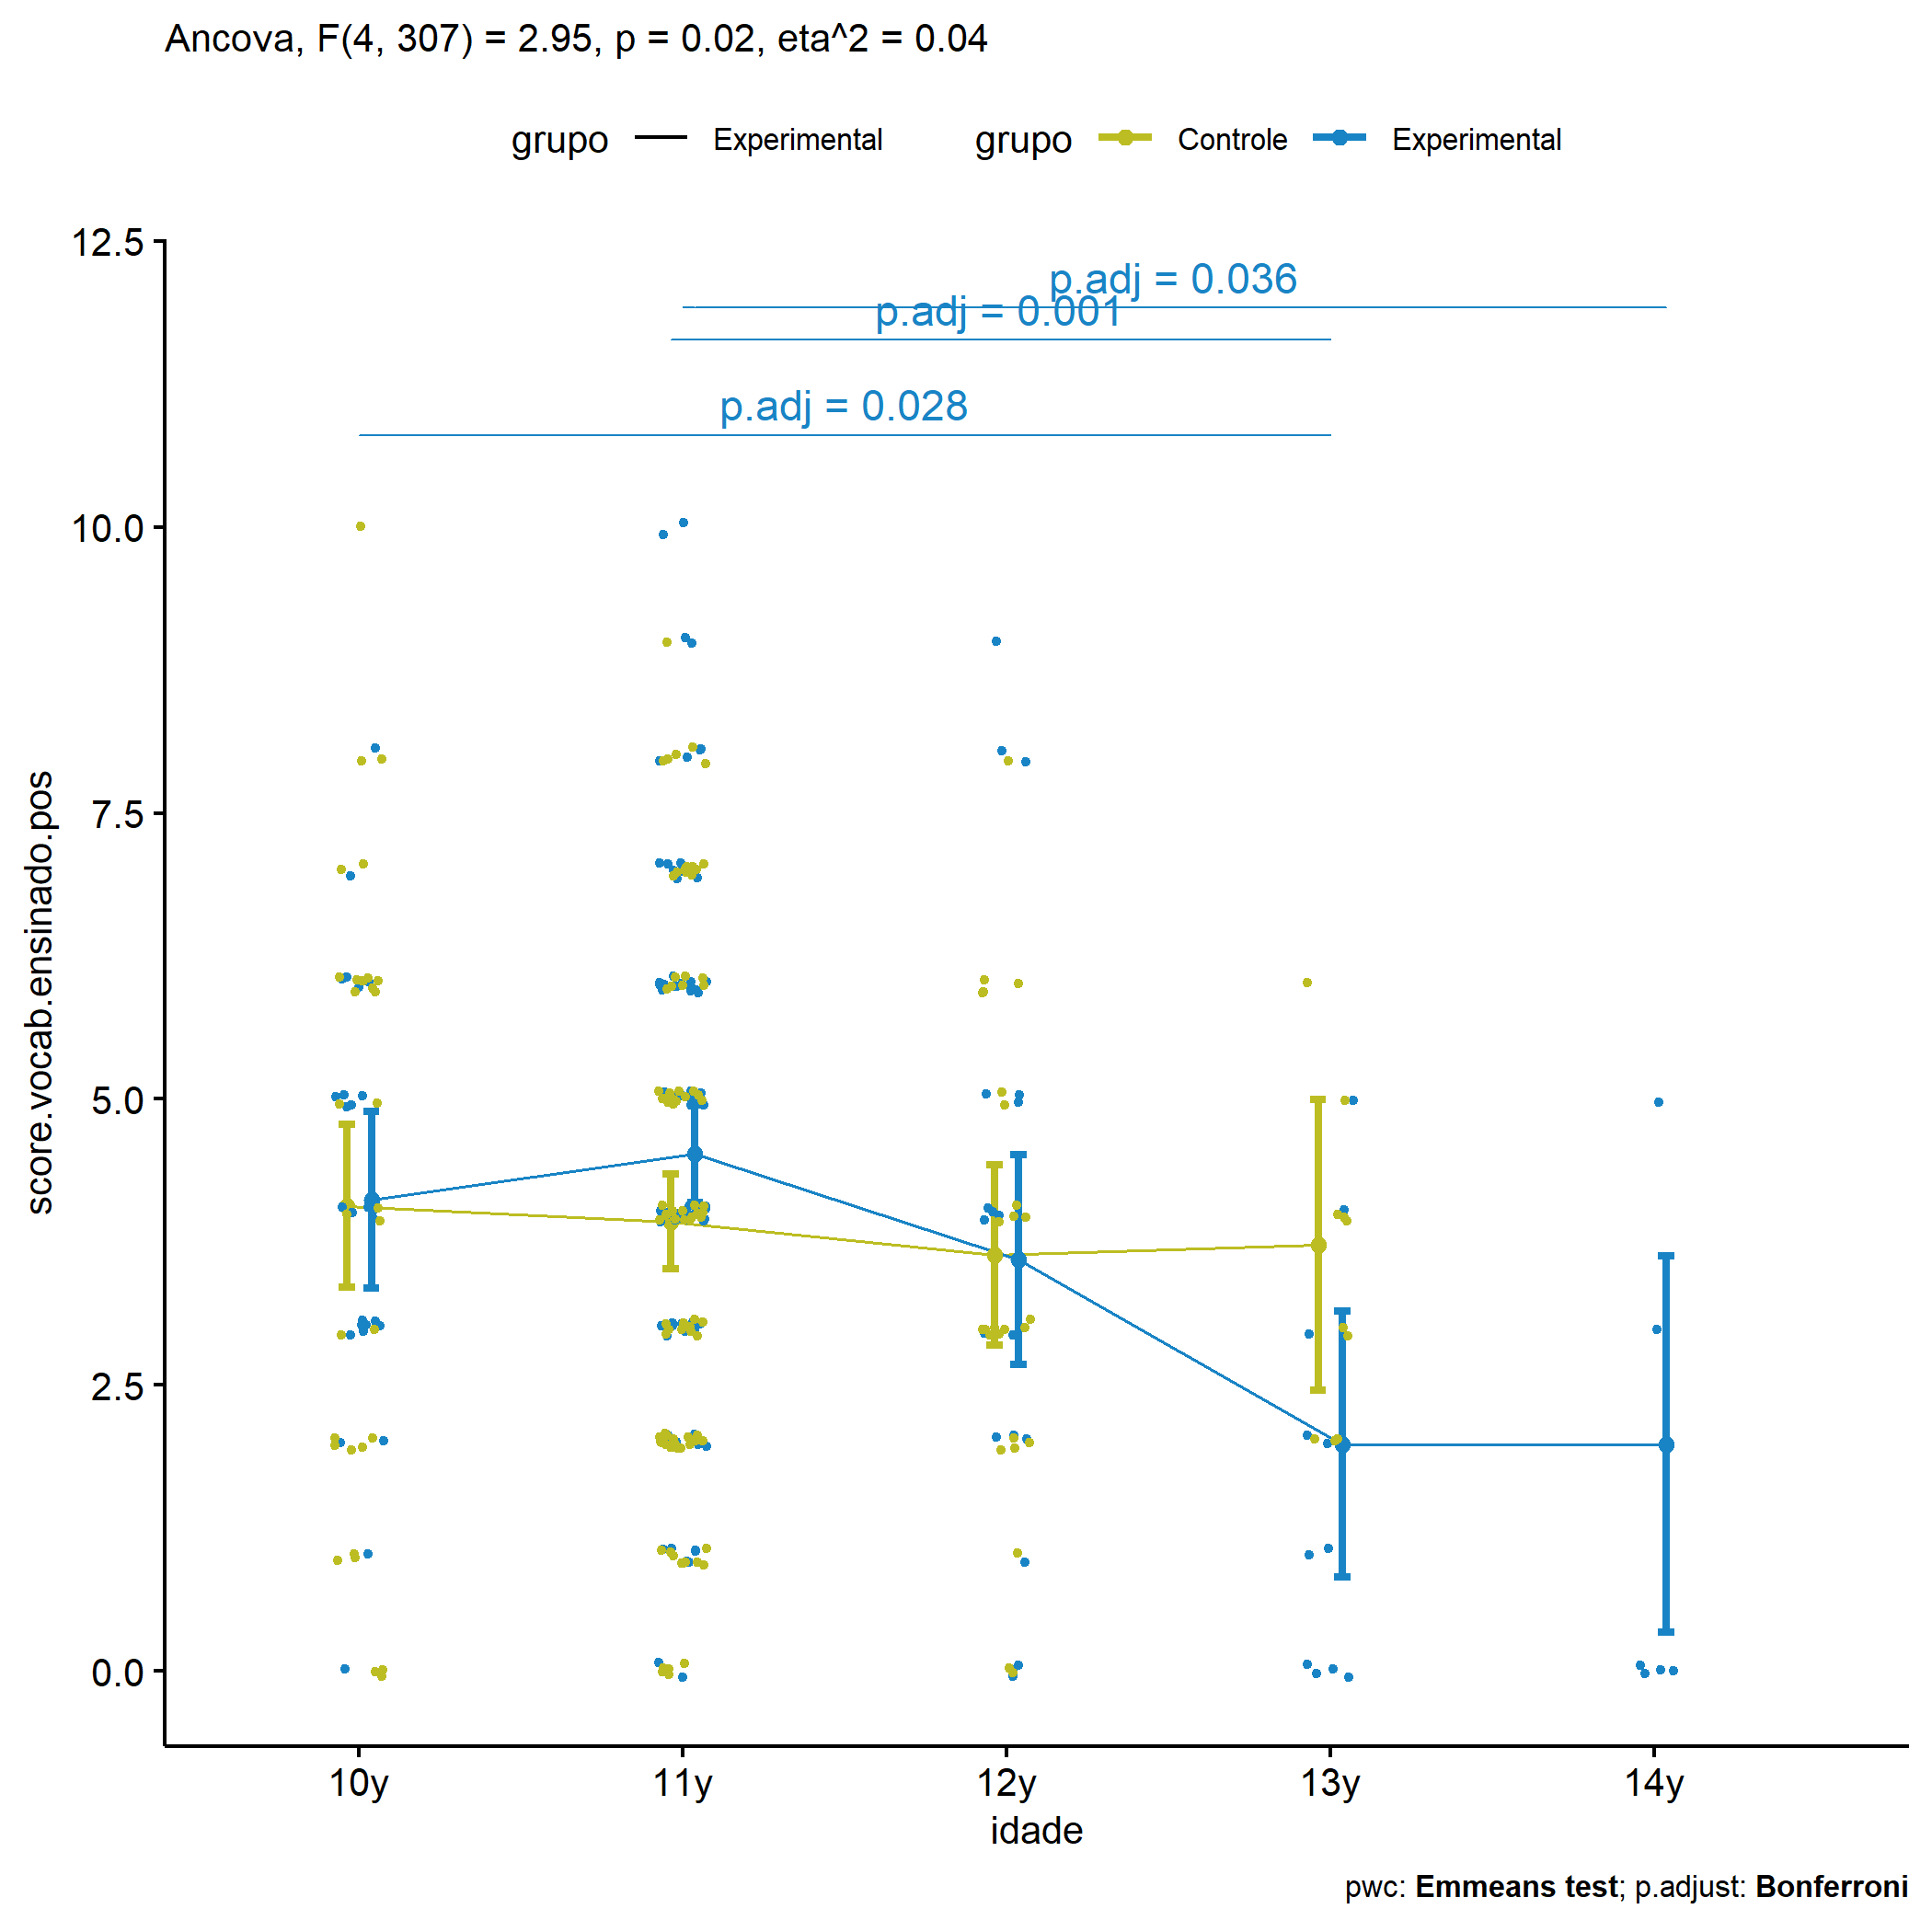 Ancova, F(4, 307) = 2.95, p = 0.02, eta^2 = 0.04
grupo Experimental grupo Controle Experimental
12.5
p.adj = 0.036
p.adj = 0.001
p.adj = 0.028
10.0
7.5
5.0
2.5
0.0
score.vocab.ensinado.pos
10y 11y 12y 13y 14y
idade
pwc: Emmeans test; p.adjust: Bonferroni